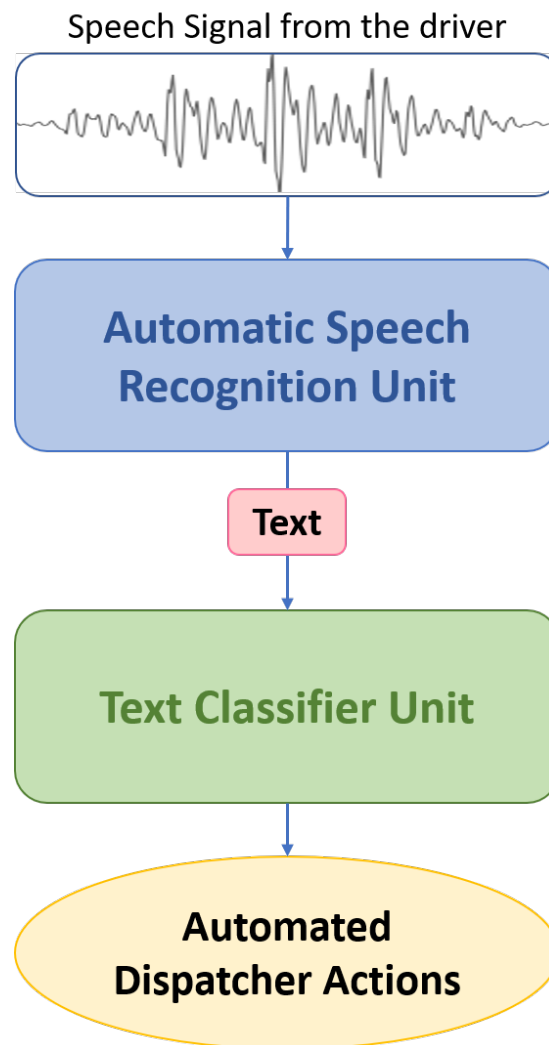 Speech Signal from the driver
Automatic Speech
Recognition Unit
Text
Text Classifier Unit
Automated
Dispatcher Actions